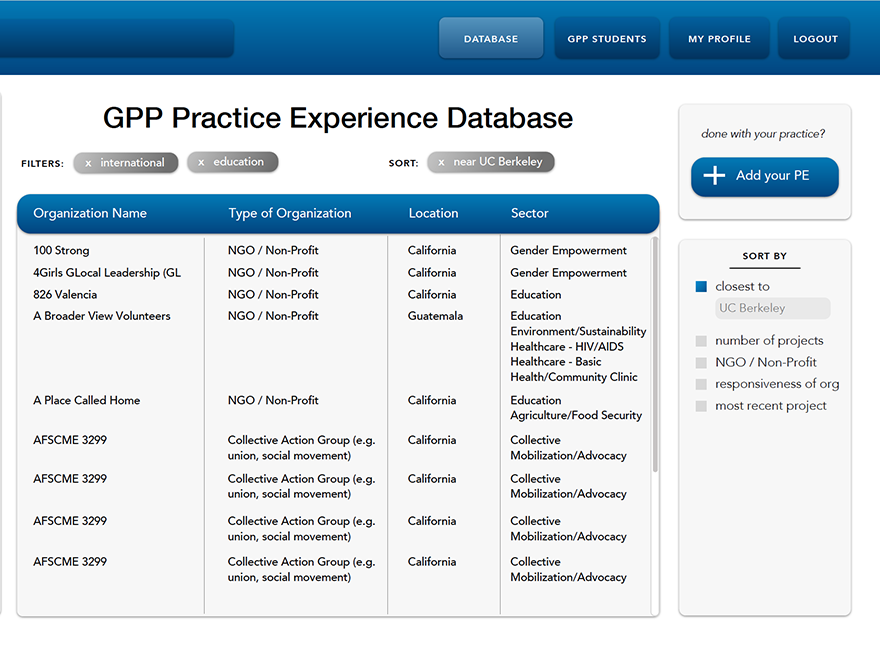 DATABASE GPP STUDENTS MY PROFILE LOGOUT
GPP Practice Experience Database
FILTERS: x international x education SORT: x near UC Berkeley
Organization Name Type of Organization Location Sector
100 Strong NGO / Non-Profit California Gender Empowerment
4Girls GLocal Leadership (GL NGO / Non-Profit California Gender Empowerment
826 Valencia NGO / Non-Profit California Education
A Broader View Volunteers NGO / Non-Profit Guatemala Education
Environment/Sustainability
Healthcare - HIV/AIDS
Healthcare - Basic
Health/Community Clinic
A Place Called Home NGO / Non-Profit California Education
Agriculture/Food Security
AFSCME 3299 Collective Action Group (e.g. California Collective
union, social movement) Mobilization/Advocacy
AFSCME 3299 Collective Action Group (e.g. California Collective
union, social movement) Mobilization/Advocacy
AFSCME 3299 Collective Action Group (e.g. California Collective
union, social movement) Mobilization/Advocacy
AFSCME 3299 Collective Action Group (e.g. California Collective
union, social movement) Mobilization/Advocacy
done with your practice?
Add your PE
SORT BY
closest to
UC Berkeley
number of projects
NGO / Non-Profit
responsiveness of org
most recent project